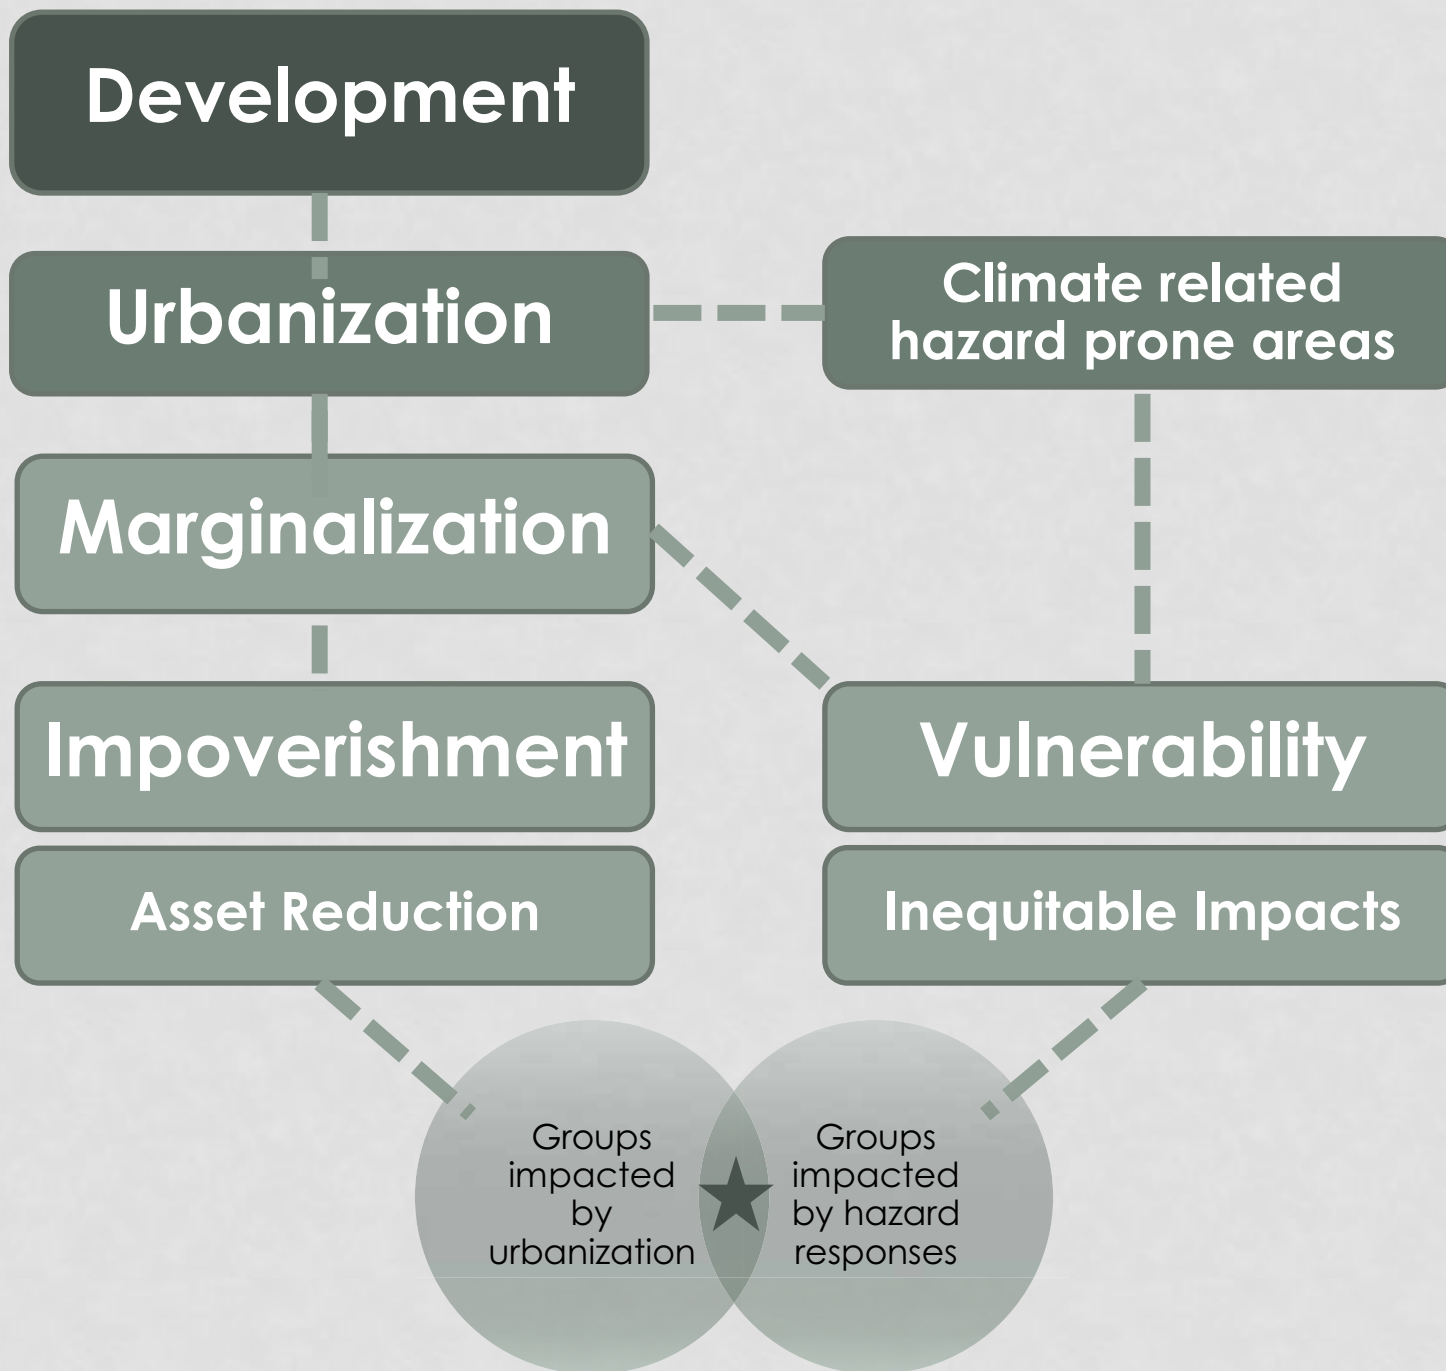 Development
Urbanization
Climate related
hazard prone areas
Marginalization
Impoverishment
Vulnerability
Asset Reduction
Inequitable Impacts
Groups
impacted
by
urbanization
Groups
impacted
by hazard
responses